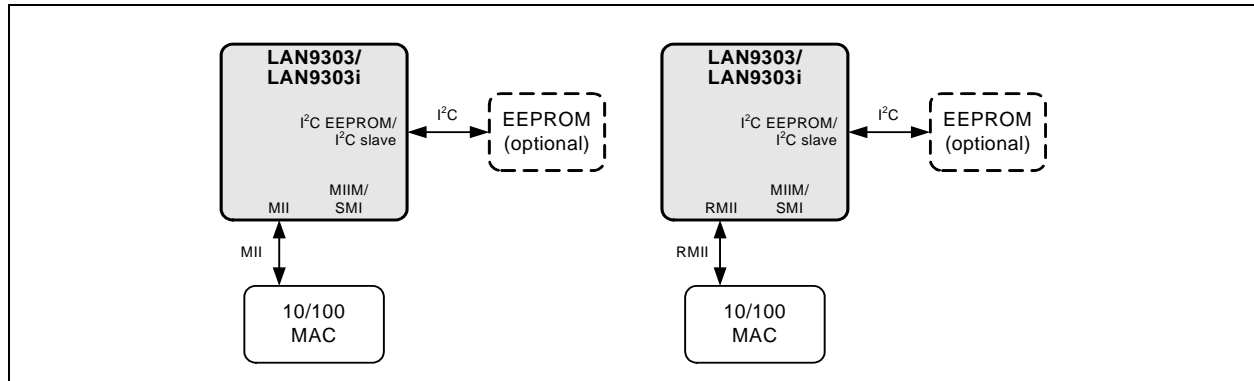 LAN9303/
LAN9303i
I²C EEPROM/
I²C slave
MIIM/
SMI
MII
I²C
EEPROM
(optional)
MII
10/100
MAC
LAN9303/
LAN9303i
I²C EEPROM/
I²C slave
MIIM/
SMI
RMII
I²C
EEPROM
(optional)
RMII
10/100
MAC